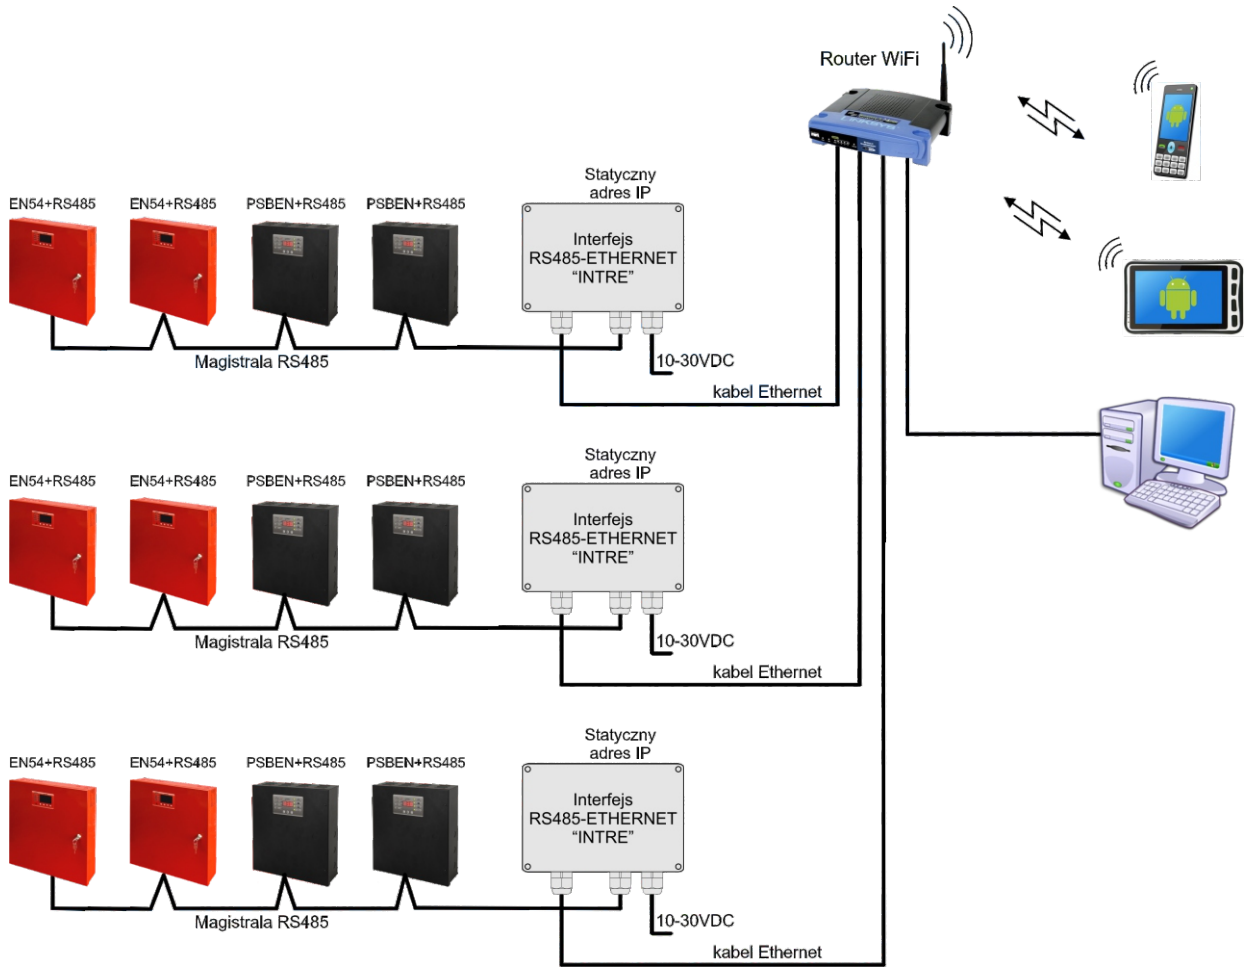 Router WiFi
Statyczny
adres IP
EN54+RS485
EN54+RS485
PSBEN+RS485
PSBEN+RS485
Interfejs
RS485-ETHERNET
“INTRE”
10-30VDC
Magistrala RS485
kabel Ethernet
Statyczny
adres IP
EN54+RS485
EN54+RS485
PSBEN+RS485
PSBEN+RS485
Interfejs
RS485-ETHERNET
“INTRE”
10-30VDC
Magistrala RS485
kabel Ethernet
Statyczny
adres IP
EN54+RS485
EN54+RS485
PSBEN+RS485
PSBEN+RS485
Interfejs
RS485-ETHERNET
“INTRE”
10-30VDC
Magistrala RS485
kabel Ethernet